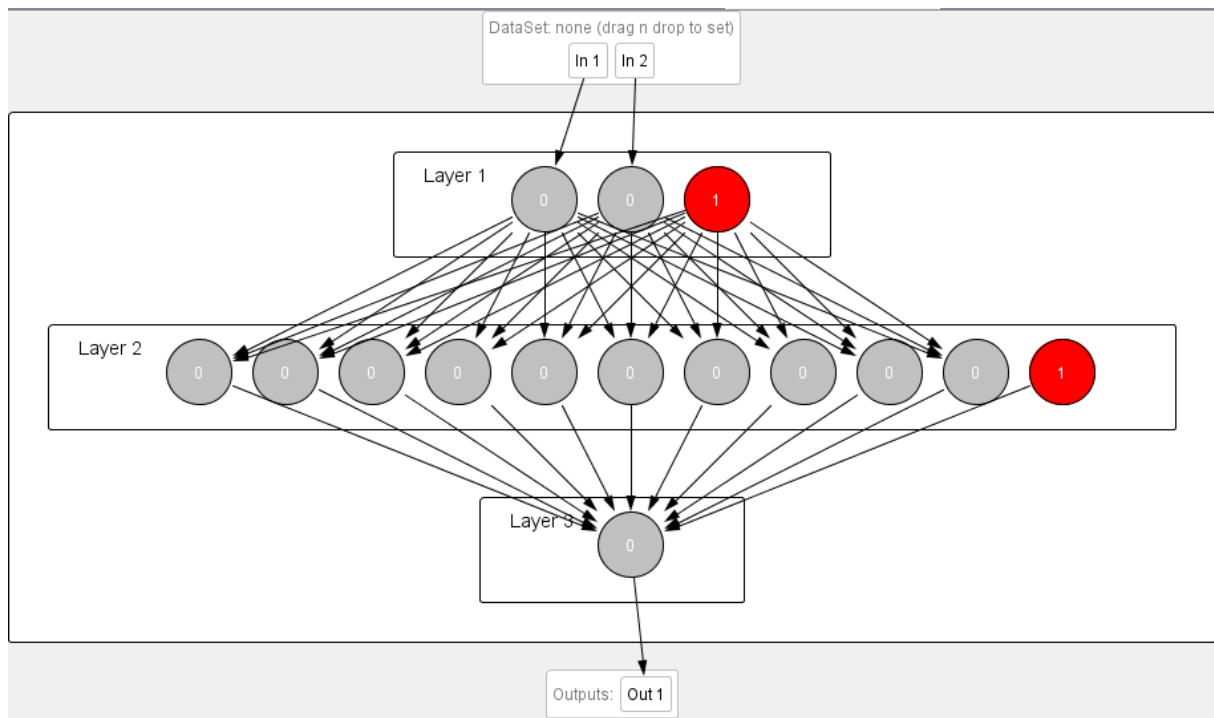 DataSet: none (drag n drop to set)
In 1 In 2
Layer 1
0 0 1
Layer 2
0 0 0 0 0 0 0 0 0 0 1
Layer 3
0
Outputs: Out 1